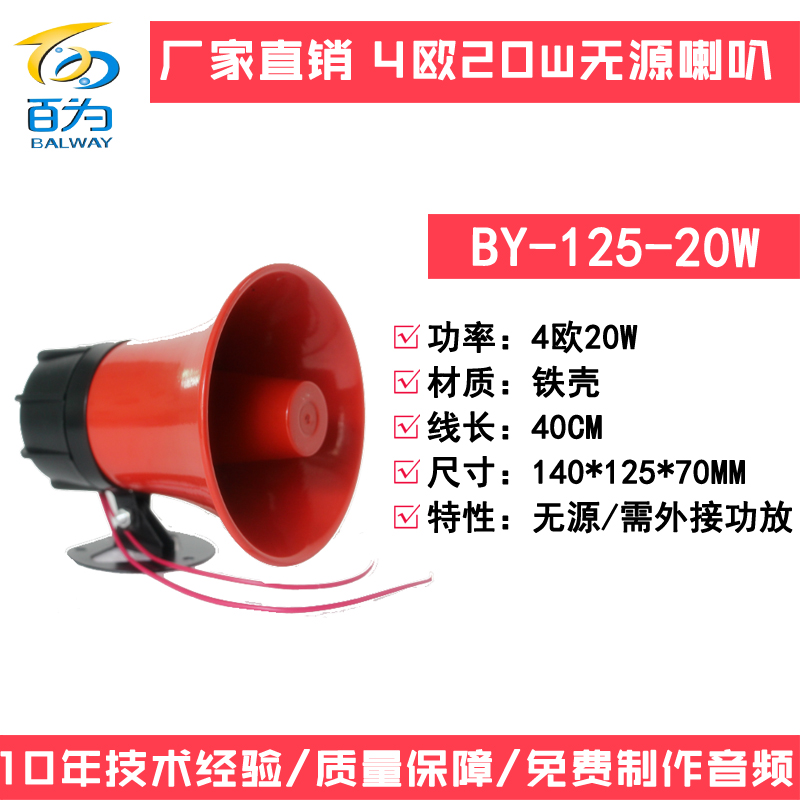 厂家直销 4欧20W无源喇叭
百为
BALWAY
BY-125-20W
功率：4欧20W
材质：铁壳
线长：40CM
尺寸：140*125*70MM
特性：无源/需外接功放
10年技术经验/质量保障/免费制作音频